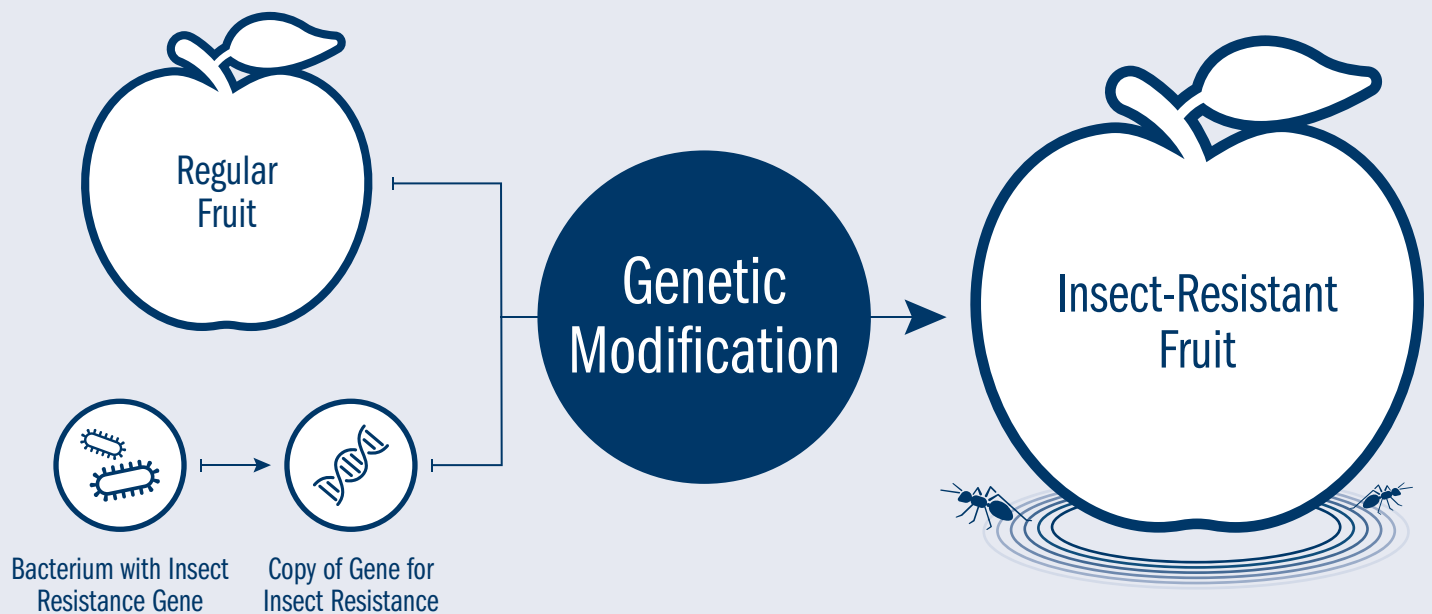 Regular
Fruit
Genetic
Modification
Insect-Resistant
Fruit
Bacterium with Insect
Resistance Gene
Copy of Gene for
Insect Resistance